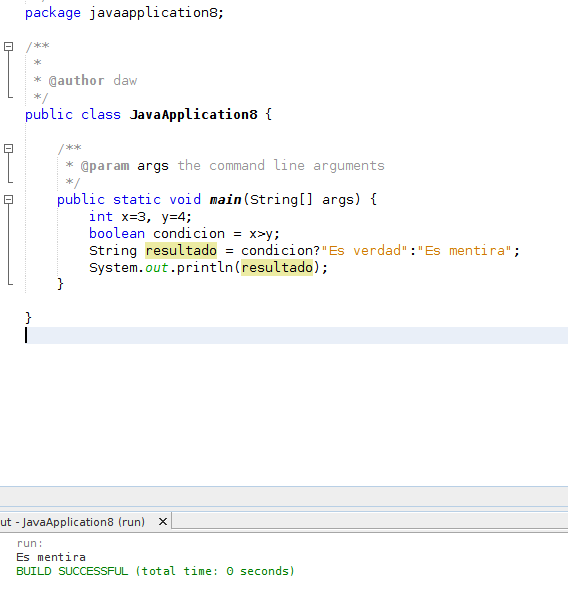 package javaapplication8;
/**
 *
 * @author daw
 */
public class JavaApplication8 {
    /**
     * @param args the command line arguments
     */
    public static void main(String[] args) {
        int x=3, y=4;
        boolean condicion = x>y;
        String resultado = condicion?"Es verdad":"Es mentira";
        System.out.println(resultado);
    }
}
ut - JavaApplication8 (run) ×
run:
Es mentira
BUILD SUCCESSFUL (total time: 0 seconds)